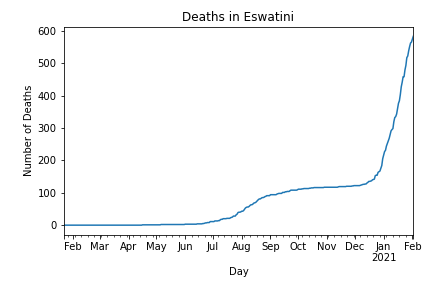 Deaths in Eswatini
600
500
400
300
200
100
0
Number of Deaths
Feb Mar Apr May Jun Jul Aug Sep Oct Nov Dec Jan Feb
2021
Day